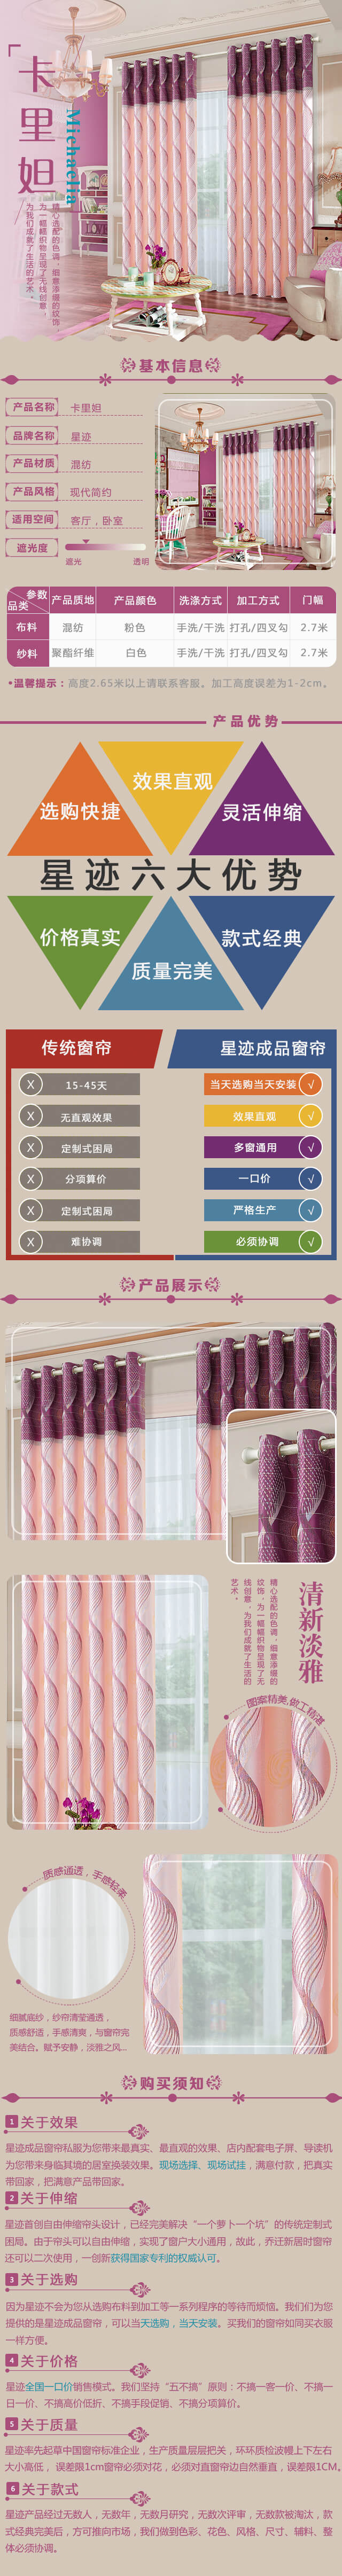 卡里妲
Michaelia
精心选配的色调,细意漆缀的纹饰,
为一幅幅织物呈现了无线创意,
为我们成就了生活的艺术。
基本信息
产品名称 卡里妲
品牌名称 星迹
产品材质 混纺
产品风格 现代简约
适用空间 客厅,卧室
遮光度
遮光 透明
参数 品类 产品质地 产品颜色 洗涤方式 加工方式 门幅
布料 混纺 粉色 手洗/干洗 打孔/四叉勾 2.7米
纱料 聚酯纤维 白色 手洗/干洗 打孔/四叉勾 2.7米
•温馨提示:高度2.65米以上请联系客服。加工高度误差为1-2cm。
产品优势
选购快捷
效果直观
灵活伸缩
星迹六大优势
价格真实
质量完美
款式经典
传统窗帘 星迹成品窗帘
X 15-45天 当天选购当天安装 √
X 无直观效果 效果直观 √
X 定制式困局 多窗通用 √
X 分项算价 一口价 √
X 定制式困局 严格生产 √
X 难协调 必须协调 √
产品展示
清新淡雅
精心选配的色调,细意漆缀的
纹饰,为一幅幅织物呈现了无
线创意,为我们成就了生活的
艺术。
图案精美,做工精湛
质感通透,手感轻柔
细腻底纱,纱帘清莹通透,
质感舒适,手感清爽,与窗帘完
美结合。赋予安静,淡雅之风...
购买须知
1 关于效果
星迹成品窗帘私服为您带来最真实、最直观的效果、店内配套电子屏、导读机
为您带来身临其境的居室换装效果。现场选择、现场试挂,满意付款,把真实
带回家,把满意产品带回家。
2 关于伸缩
星迹首创自由伸缩帘头设计,已经完美解决“一个萝卜一个坑”的传统定制式
困局。由于帘头可以自由伸缩,实现了窗户大小通用,故此,乔迁新居时窗帘
还可以二次使用,一创新获得国家专利的权威认可。
3 关于选购
因为星迹不会为您从选购布料到加工等一系列程序的等待而烦恼。我们们为您
提供的是星迹成品窗帘,可以当天选购,当天安装。买我们的窗帘如同买衣服
一样方便。
4 关于价格
星迹全国一口价销售模式。我们坚持“五不搞”原则:不搞一客一价、不搞一
日一价、不搞高价低折、不搞手段促销、不搞分项算价。
5 关于质量
星迹率先起草中国窗帘标准企业,生产质量层层把关,环环质检波幔上下左右
大小高低,误差限1cm窗帘必须对花,必须对直窗帘边自然垂直,误差限1CM。
6 关于款式
星迹产品经过无数人,无数年,无数月研究,无数次评审,无数款被淘汰,款
式经典完美后,方可推向市场,我们做到色彩、花色、风格、尺寸、辅料、整
体必须协调。